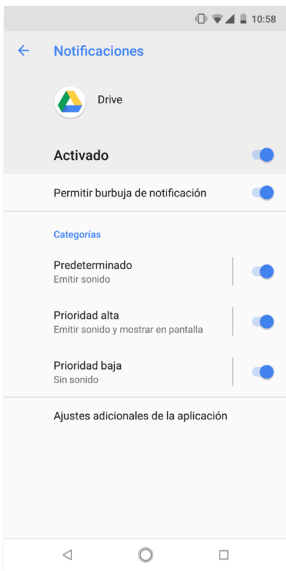 10:58
Notificaciones
Drive
Activado
Permitir burbuja de notificación
Categorías
Predeterminado
Emitir sonido
Prioridad alta
Emitir sonido y mostrar en pantalla
Prioridad baja
Sin sonido
Ajustes adicionales de la aplicación